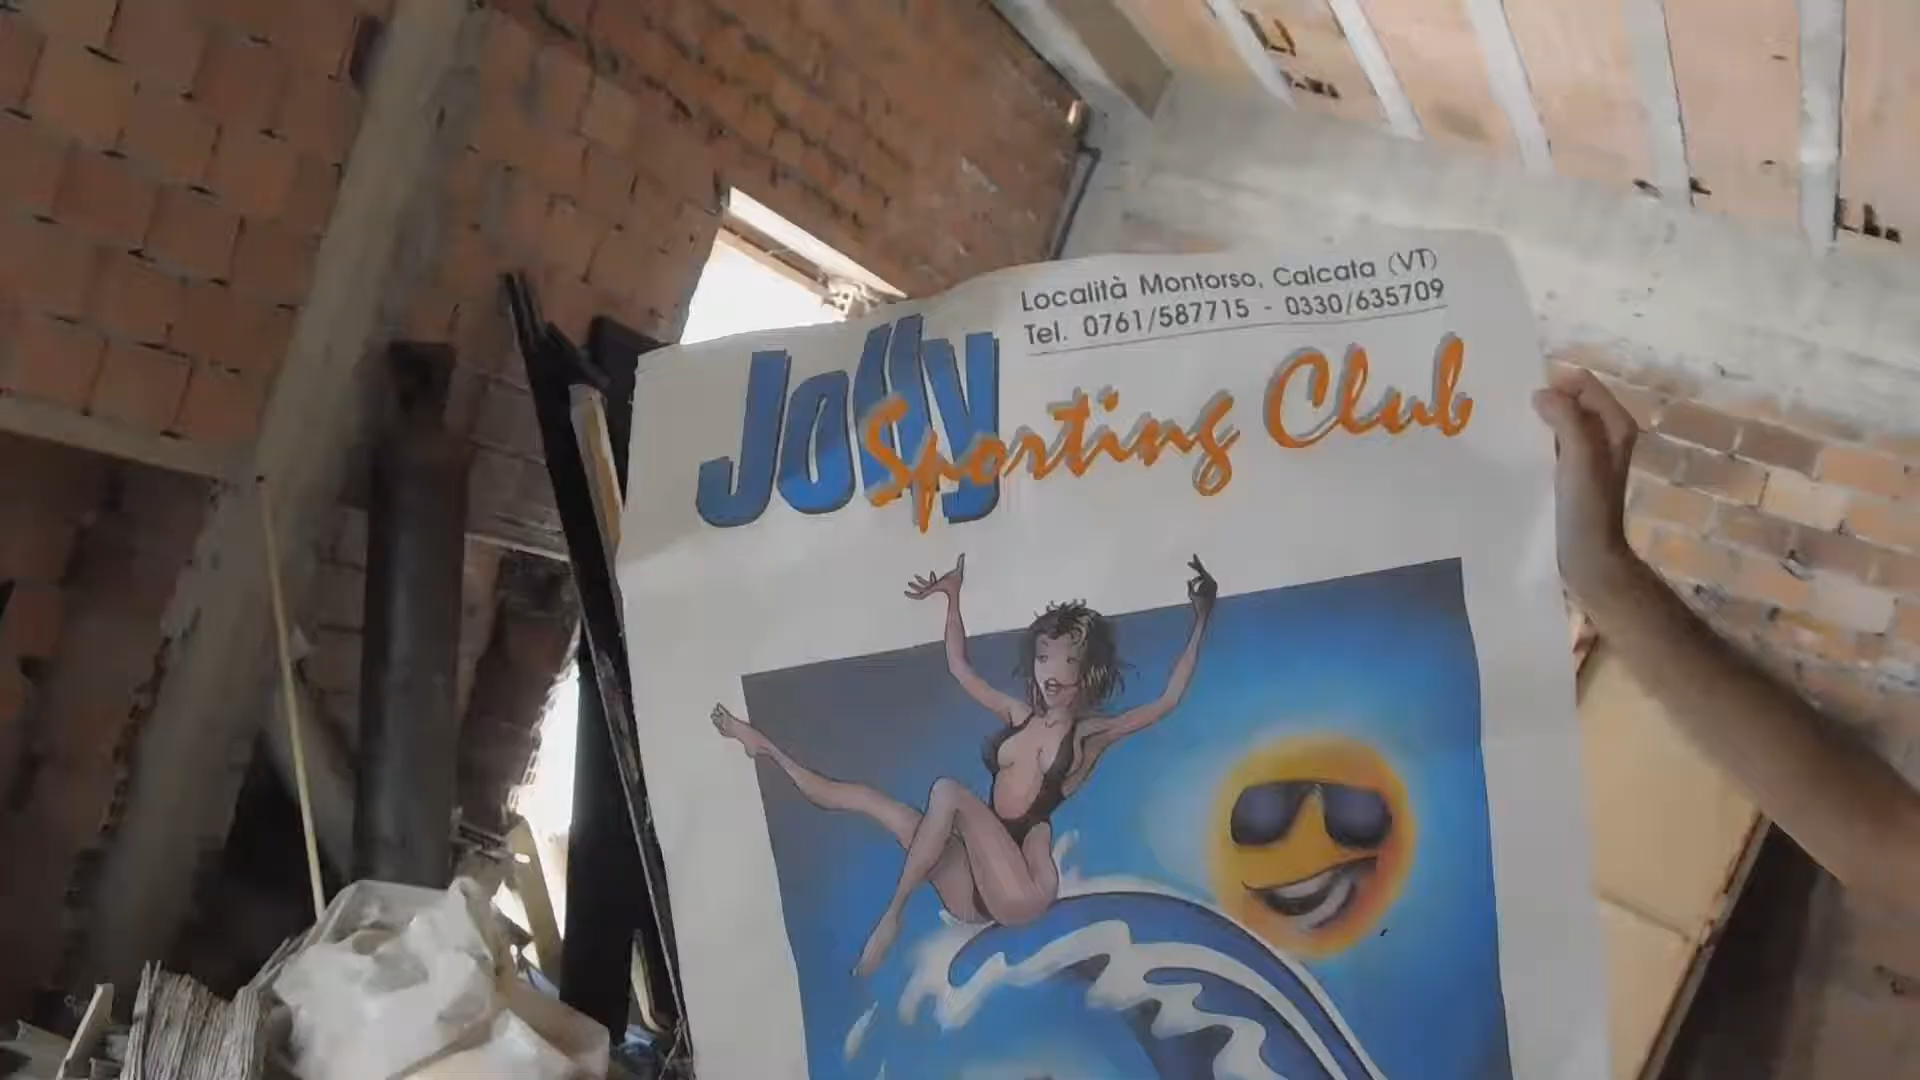 Località Montorso, Calcata (VT)
Tel. 0761/587715 - 0330/635709
Jolly
Sporting Club